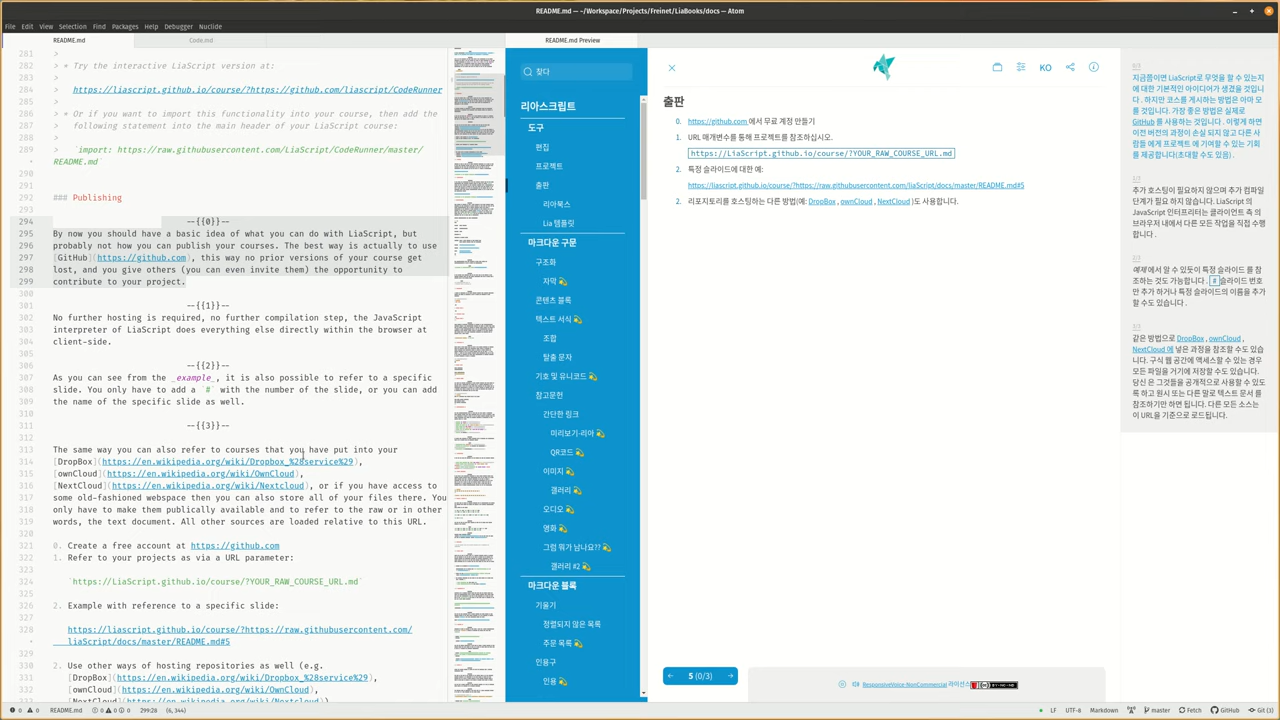 README.md — ~/Workspace/Projects/Freinet/LiaBooks/docs — Atom
File Edit View Selection Find Packages Help Debugger Nuclide
README.md
Code.md
README.md Preview
281 >
282 > * Try the interactive LiaScript version at:
283 >
284 > https://liascript.github.io/course/?https://github.com/liascript/CodeRunner
285 >
286 > * Or if you want to import the functionality into your course, then add the
287 > following statement into the header of your LiaScript document:
288 >
289 > import: https://raw.githubusercontent.com/LiaScript/CodeRunner/master/
README.md
### Publishing
294 --{{0}}--
By now you should have a basic idea of what you can do with LiaScript, but
probably not how you can share your courses. The best way is actually to use
[Github](https://github.com), this way no prior versions of your course get
lost, and you give others (you can even invite them) the opportunity to
contribute to your project.
300
--{{1}}--
No further hosting is required, no further compilation step, the JavaScript
interpreter of LiaScript does everything else directly within the browser at
client-side.
305
--{{2}}--
As you can see from the _example_, it is also possible to refer to a specific
slide. You only have to add a `#` with the number of the slide, or you can add
the name of the specific slide as well.
310
--{{3}}--
The same way you can also reference courses that you have put into your
[DropBox](https://en.wikipedia.org/wiki/Dropbox_%28service%29),
[ownCloud](https://en.wikipedia.org/wiki/OwnCloud),
[NextCloud](https://en.wikipedia.org/wiki/Nextcloud), or if you have access to
some old-fashioned webspace, you can also store all of your files there. You
only have to make them publicly available and refer to the raw or in other
words, the text document. All other sources are loaded relative to this URL.
0. Create a free account at https://github.com
1. Refer to your projects via a URL parameter:
https://LiaScript.github.io/course/?YOUR_RAW_COURSE_URL.md
2. Example with reference to a specific slide:
https://liascript.github.io/course/?https://raw.githubusercontent.com/
liaScript/docs/master/README.md#5
2. Use other ways of hosting repositories as well (e.g.
[DropBox](https://en.wikipedia.org/wiki/Dropbox_%28service%29),
[ownCloud](https://en.wikipedia.org/wiki/OwnCloud),
[NextCloud](https://en.wikipedia.org/wiki/Nextcloud)
찾다
리아스크립트
도구
편집
프로젝트
출판
리아북스
Lia 템플릿
마크다운 구문
구조화
자막 💫
콘텐츠 블록
텍스트 서식 💫
조합
탈출 문자
기호 및 유니코드 💫
참고문헌
간단한 링크
미리보기-리아 💫
QR코드 💫
이미지 💫
갤러리 💫
오디오 💫
영화 💫
그럼 뭐가 남나요?? 💫
갤러리 #2 💫
마크다운 블록
기울기
정렬되지 않은 목록
주문 목록 💫
인용구
인용 💫
KO
출판
0. https://github.com 에서 무료 계정 만들기
1. URL 매개변수를 통해 프로젝트를 참조하십시오.
https://LiaScript.github.io/course/?YOUR_RAW_COURSE_URL.md
2. 특정 슬라이드에 대한 예:
https://liascript.github.io/course/?https://raw.githubusercontent.com/liaScript/docs/master/README.md#5
2. 리포지토리를 호스팅하는 다른 방법(예: DropBox , ownCloud , NextCloud )도 사용합니다.
← 5 (0/3) →
ResponsiveVoice-NonCommercial 라이선스
BY-NC-ND
지금쯤이면 LiaScript로 무엇을 할 수 있는지
에 대한 기본적인 아이디어가 생겼을 것입니
다 . 하지만 코스를 게시하는 방법은 아마 모
를 것입니다. 가장 좋은 방법은 실제로
GitHub 를 사용하는 것입니다 . 이렇게 하면
이전 버전의 과정이 손실 되지 않고 다른 사
람들 에게 프로젝트 에 기여할 수 있는 기회
를 제공합니다(초대할 수도 있음) .
추가 호스팅이 필요하지 않으며 추가 컴파일
단계가 필요하지 않습니다. LiaScript 의
JavaScript 인터프리터는 클라이언트 측 의
브라우저 내에서 다른 모든 작업을 직접 수행
합니다 .
예제 에서 볼 수 있듯이 특정 슬라이드 를 참
조하는 것도 가능합니다 . # 슬라이드 번호
만 추가 하거나 특정 슬라이드의 이름을 추가
할 수도 있습니다 .
같은 방법으로 DropBox , ownCloud ,
NextCloud 에 넣은 과정을 참조할 수도 있습
니다. 구식 웹 공간에 액세스할 수 있는 경우
모든 파일을 거기에 저장할 수도 있습니다.
당신 은 그것들을 공개적으로 사용할 수 있도
록 하고 원시 또는 다른 말로 텍스트 문서 를
참조하기만 하면 됩니다. 다른 모든 소스는
이 URL을 기준으로 로드됩니다.
0 0 README.md 0 0 0 299:26 (6, 344)
LF UTF-8 Markdown master Fetch GitHub Git (3)